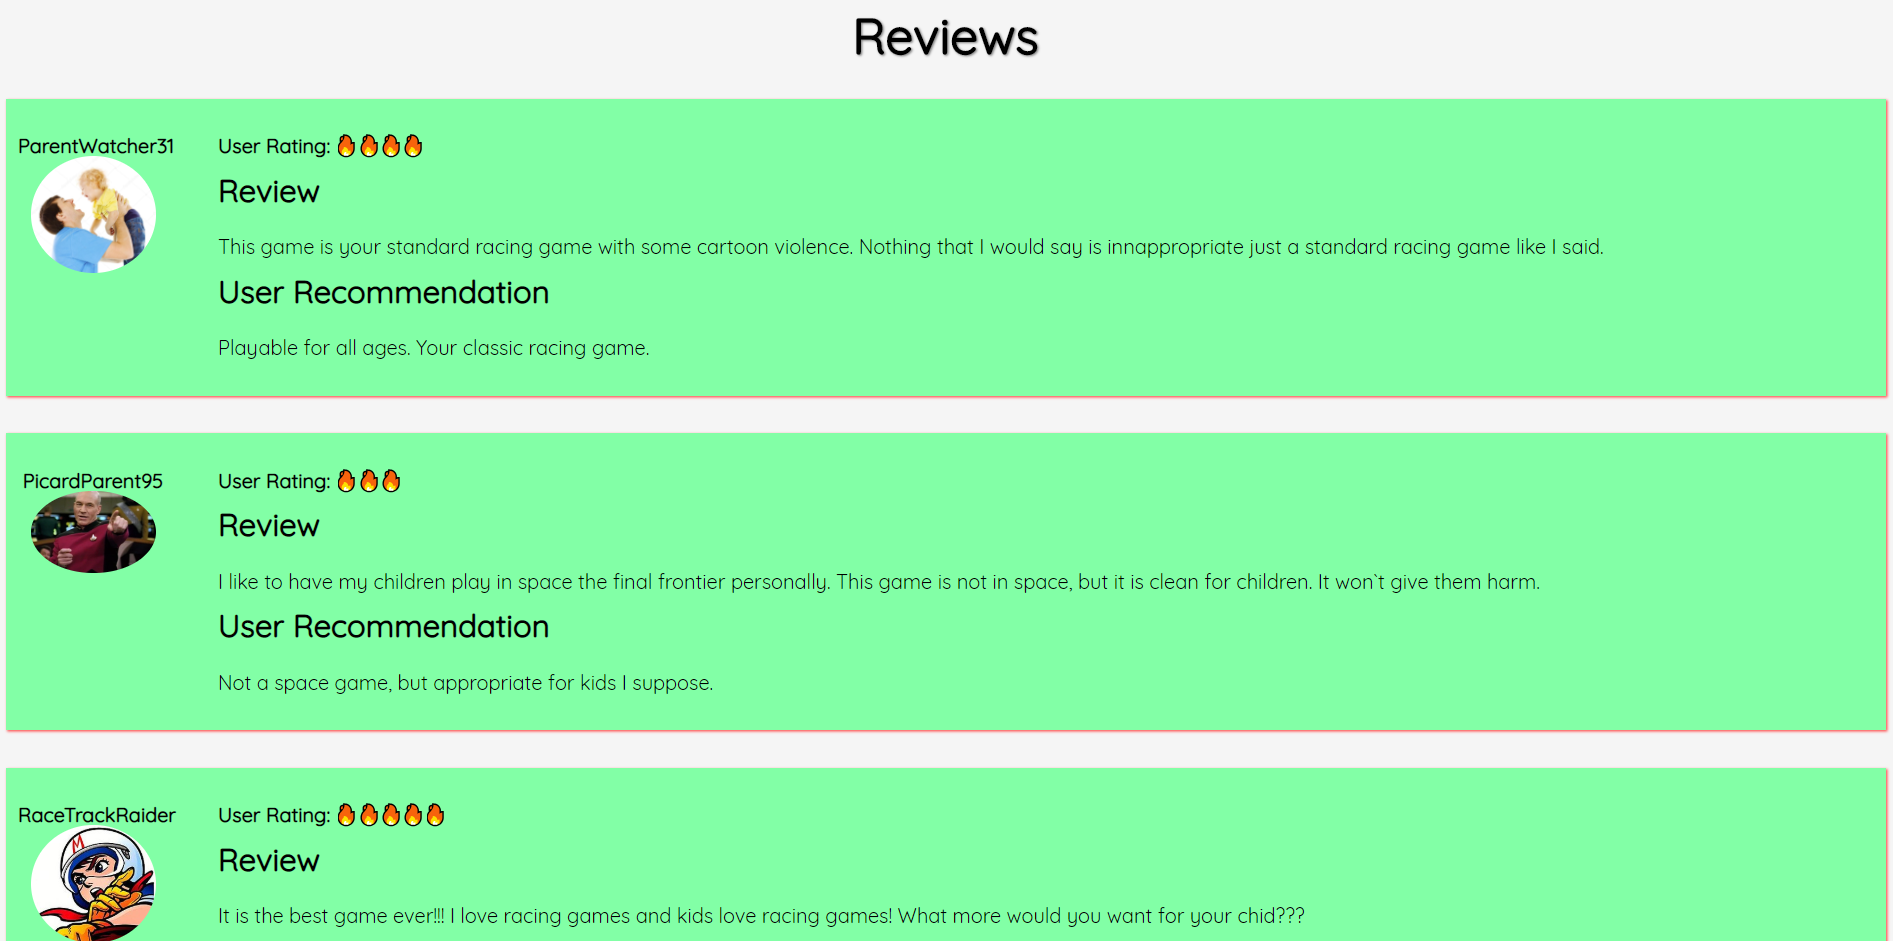 Reviews
ParentWatcher31
User Rating: 🔥🔥🔥🔥
Review
This game is your standard racing game with some cartoon violence. Nothing that I would say is innappropriate just a standard racing game like I said.
User Recommendation
Playable for all ages. Your classic racing game.
PicardParent95
User Rating: 🔥🔥🔥
Review
I like to have my children play in space the final frontier personally. This game is not in space, but it is clean for children. It won`t give them harm.
User Recommendation
Not a space game, but appropriate for kids I suppose.
RaceTrackRaider
User Rating: 🔥🔥🔥🔥🔥
M
Review
It is the best game ever!!! I love racing games and kids love racing games! What more would you want for your chid???